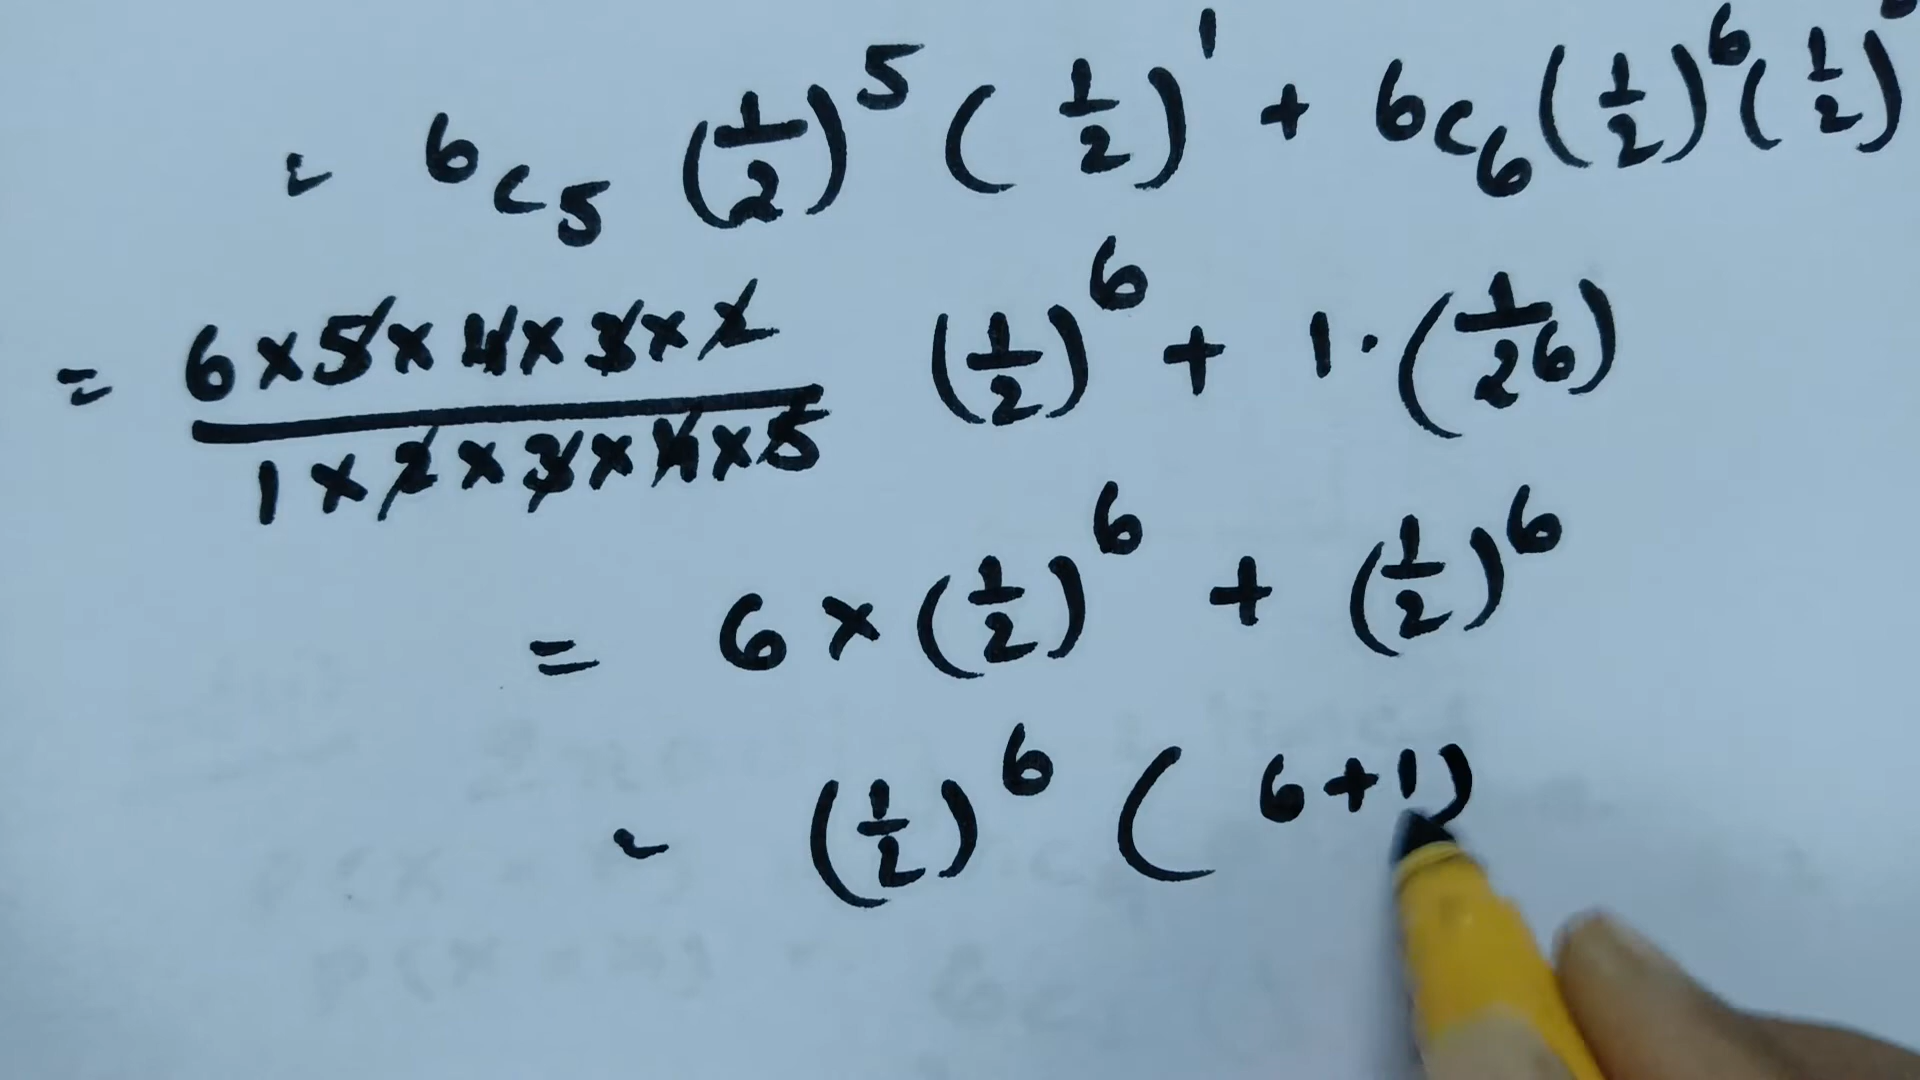 = 6C5 (1/2)^5 (1/2)^1 + 6C6 (1/2)^6 (1/2)
= 6×5×4×3×2 / 1×2×3×4×5 (1/2)^6 + 1·(1/2^6)
= 6 × (1/2)^6 + (1/2)^6
= (1/2)^6 (6+1)